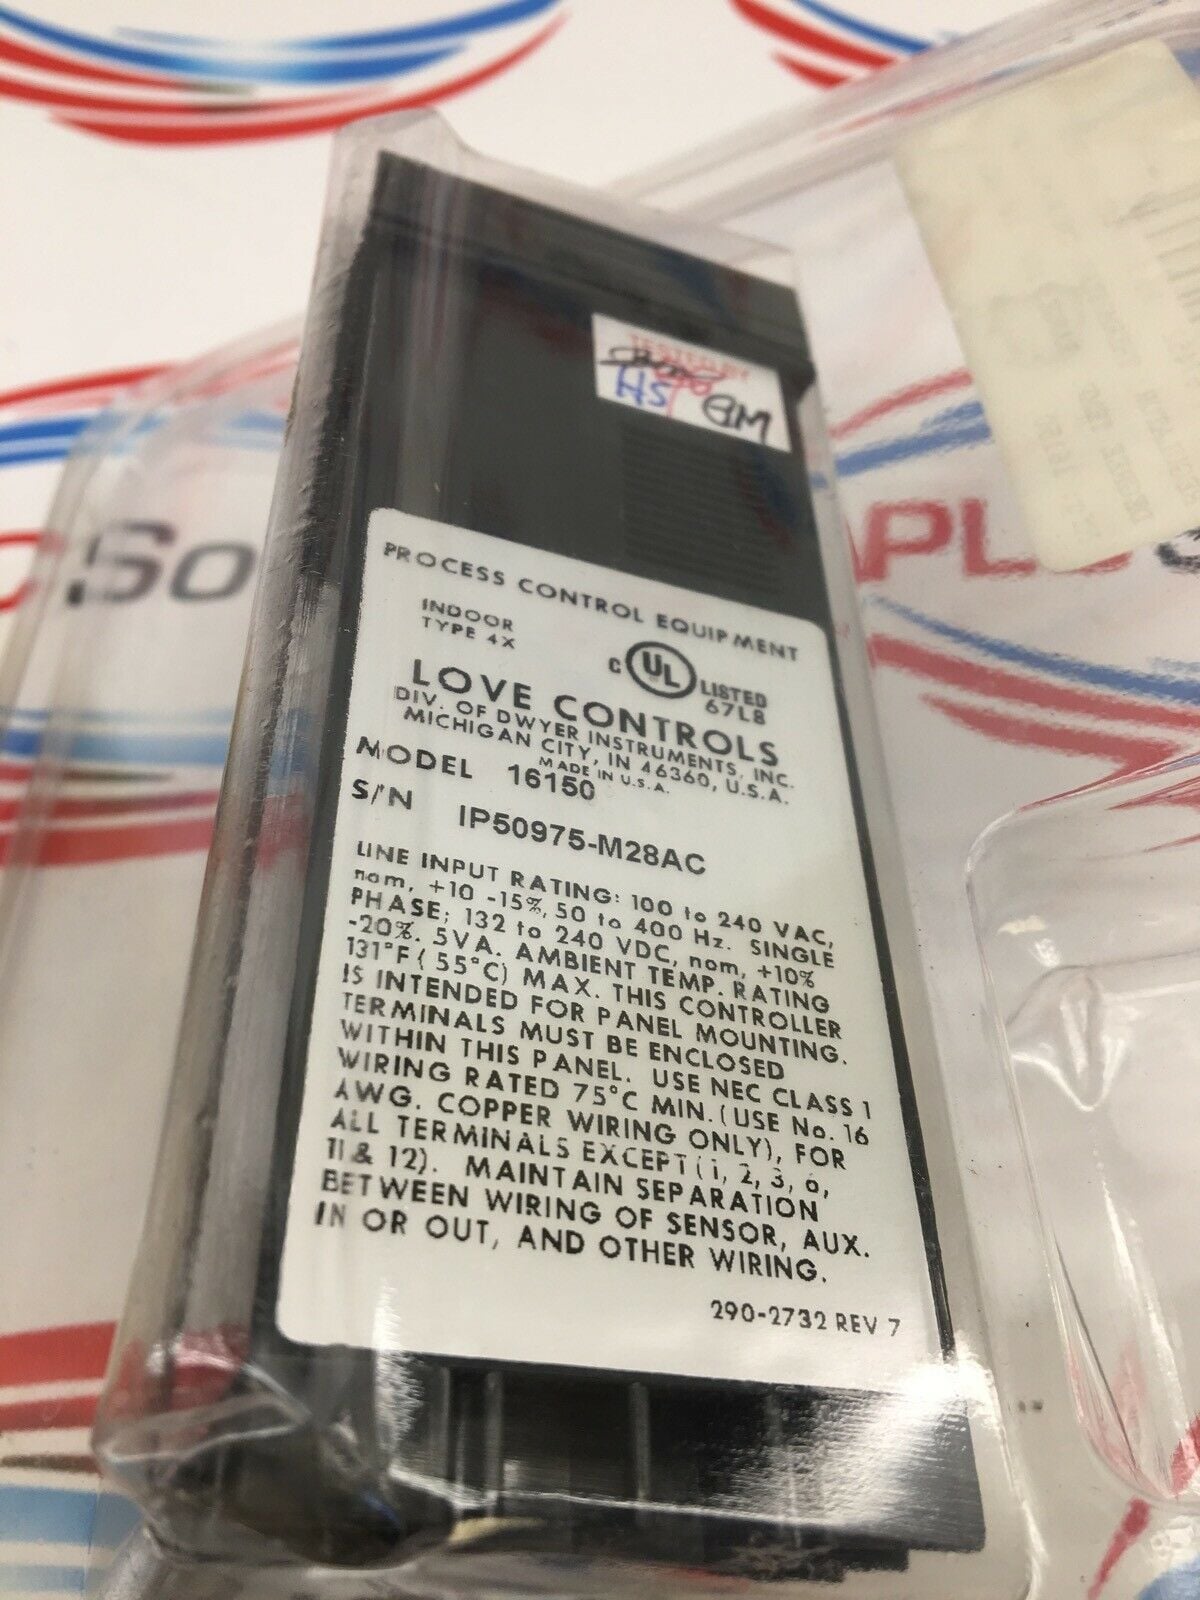 TESTED BY
HS GM
PROCESS CONTROL EQUIPMENT
INDOOR
TYPE 4X
C UL LISTED
67L8
LOVE CONTROLS
DIV. OF DWYER INSTRUMENTS, INC.
MICHIGAN CITY, IN 46360, U.S.A.
MADE IN U.S.A.
MODEL 16150
S/N IP50975-M28AC
LINE INPUT RATING: 100 to 240 VAC,
nom, +10 -15%, 50 to 400 Hz. SINGLE
PHASE; 132 to 240 VDC, nom, +10%
-20%. 5VA. AMBIENT TEMP. RATING
131°F (55°C) MAX. THIS CONTROLLER
IS INTENDED FOR PANEL MOUNTING.
TERMINALS MUST BE ENCLOSED
WITHIN THIS PANEL. USE NEC CLASS 1
WIRING RATED 75°C MIN. (USE No. 16
AWG. COPPER WIRING ONLY), FOR
ALL TERMINALS EXCEPT (1, 2, 3, 6,
11 & 12). MAINTAIN SEPARATION
BETWEEN WIRING OF SENSOR, AUX.
IN OR OUT, AND OTHER WIRING.
290-2732 REV 7
So